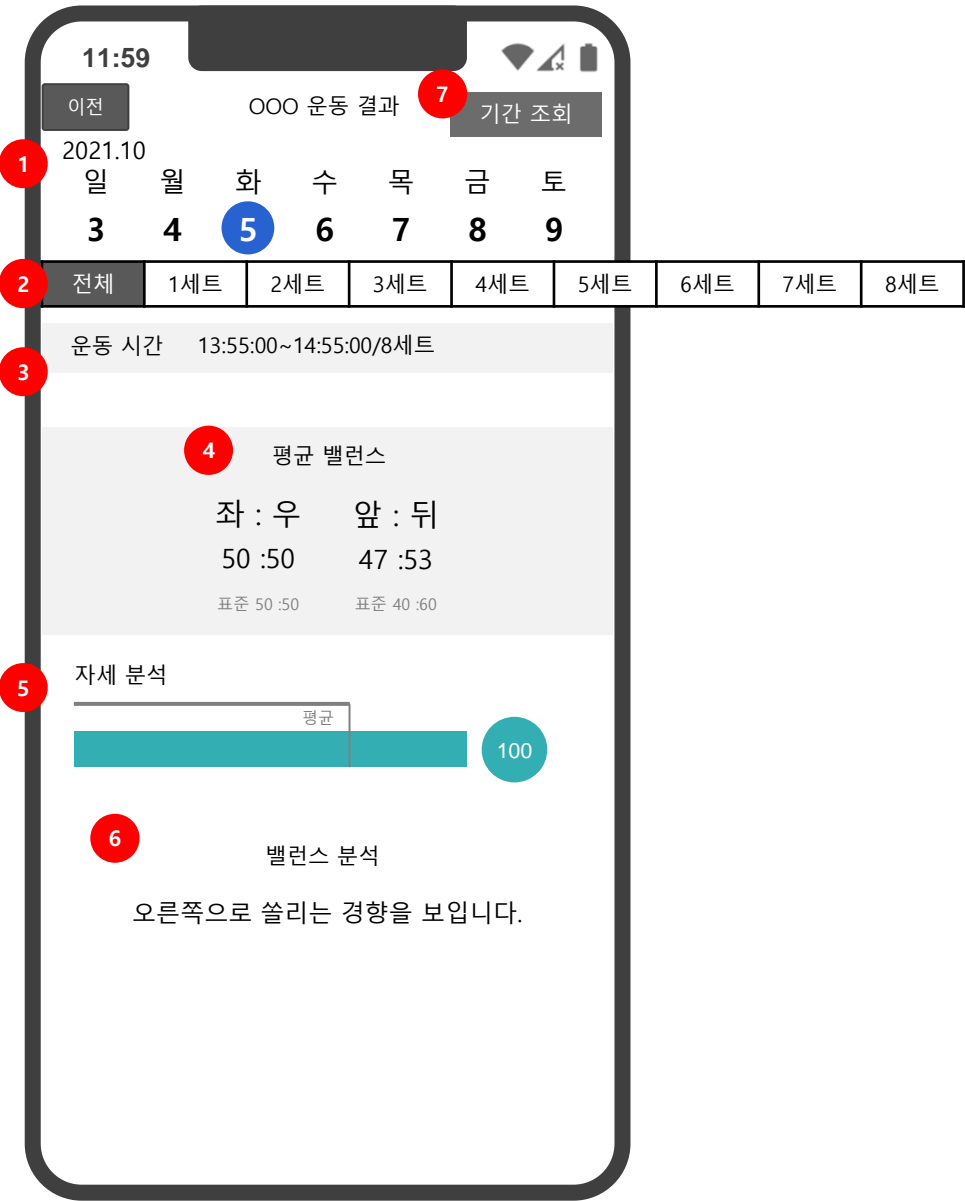 11:59
이전 OOO 운동 결과 7 기간 조회
1 2021.10
일 월 화 수 목 금 토
3 4 5 6 7 8 9
2 전체 1세트 2세트 3세트 4세트 5세트 6세트 7세트 8세트
운동 시간 13:55:00~14:55:00/8세트
3
4 평균 밸런스
좌 : 우 앞 : 뒤
50 :50 47 :53
표준 50 :50 표준 40 :60
5 자세 분석
평균
100
6
밸런스 분석
오른쪽으로 쏠리는 경향을 보입니다.